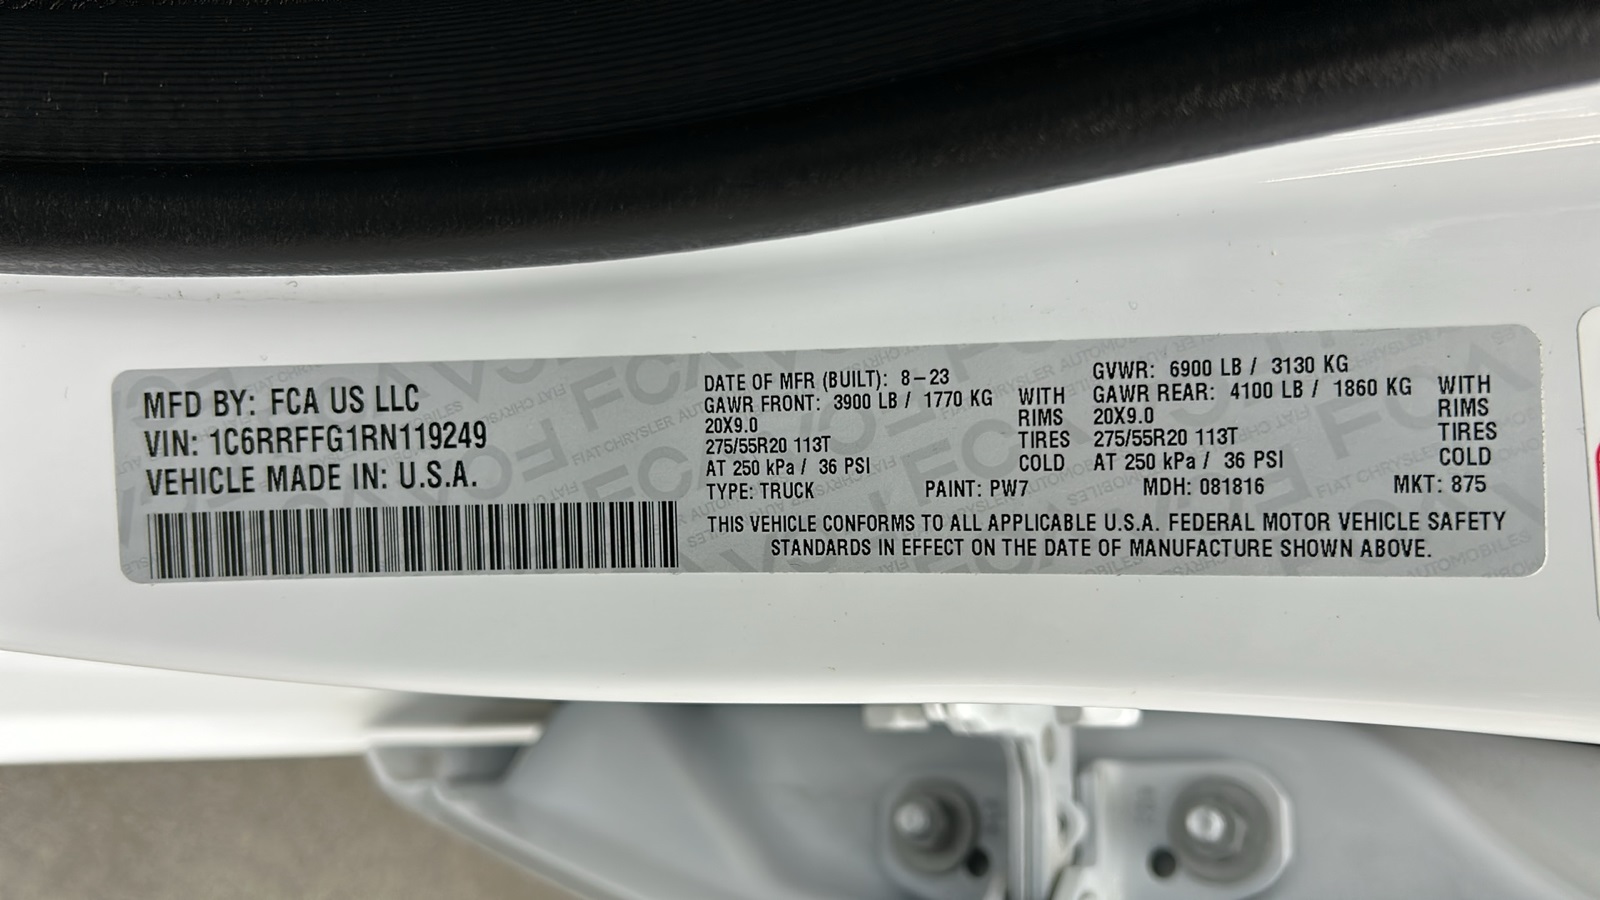 MFD BY: FCA US LLC
VIN: 1C6RRFFG1RN119249
VEHICLE MADE IN: U.S.A.
DATE OF MFR (BUILT): 8-23
GAWR FRONT: 3900 LB / 1770 KG WITH
20X9.0 RIMS
275/55R20 113T TIRES
AT 250 kPa / 36 PSI COLD
GVWR: 6900 LB / 3130 KG
GAWR REAR: 4100 LB / 1860 KG WITH
20X9.0 RIMS
275/55R20 113T TIRES
AT 250 kPa / 36 PSI COLD
TYPE: TRUCK PAINT: PW7 MDH: 081816 MKT: 875
THIS VEHICLE CONFORMS TO ALL APPLICABLE U.S.A. FEDERAL MOTOR VEHICLE SAFETY
STANDARDS IN EFFECT ON THE DATE OF MANUFACTURE SHOWN ABOVE.